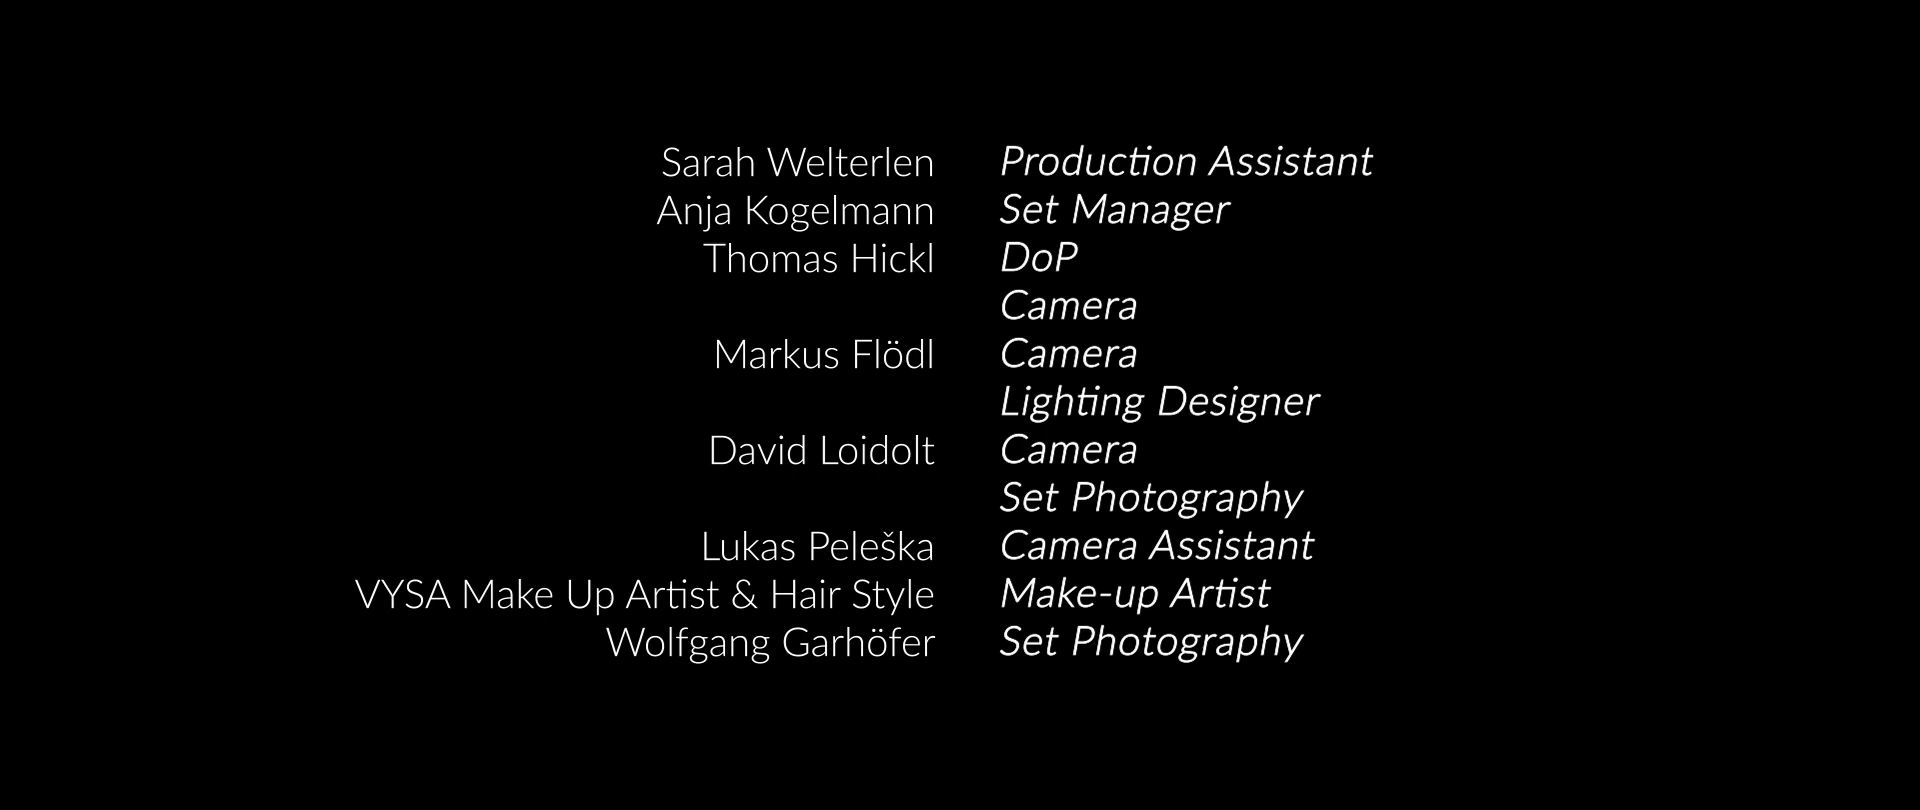 Sarah Welterlen Production Assistant
Anja Kogelmann Set Manager
Thomas Hickl DoP
Camera
Markus Flödl Camera
Lighting Designer
David Loidolt Camera
Set Photography
Lukas Peleška Camera Assistant
VYSA Make Up Artist & Hair Style Make-up Artist
Wolfgang Garhöfer Set Photography